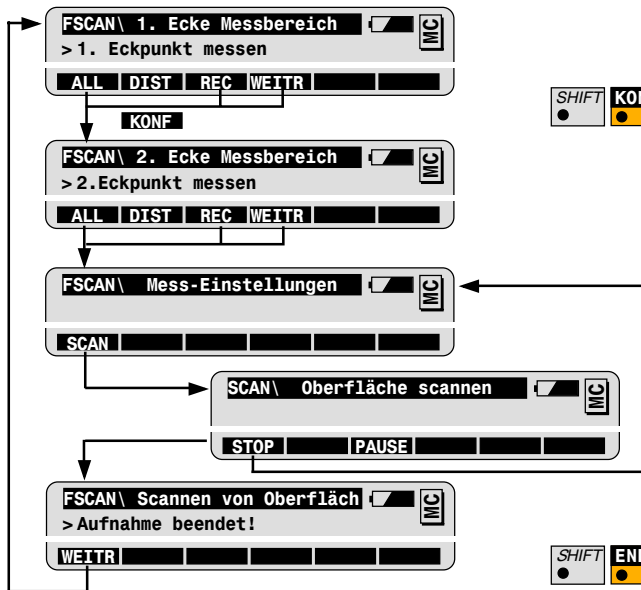 FSCAN\ 1. Ecke Messbereich MC
>1. Eckpunkt messen
ALL DIST REC WEITR
KONF
SHIFT
FSCAN\ 2. Ecke Messbereich MC
>2.Eckpunkt messen
ALL DIST REC WEITR
FSCAN\ Mess-Einstellungen MC
SCAN
SCAN\ Oberfläche scannen MC
STOP PAUSE
FSCAN\ Scannen von Oberfläch MC
>Aufnahme beendet!
WEITR
SHIFT